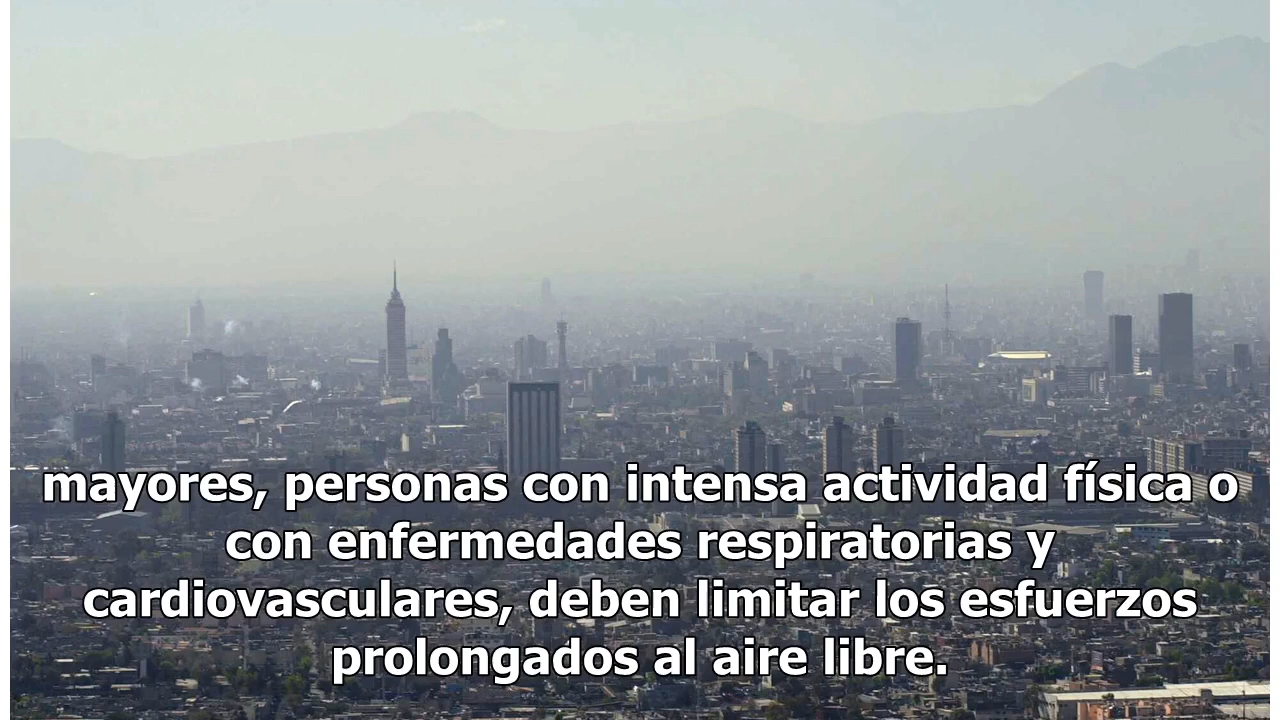 mayores, personas con intensa actividad física o
con enfermedades respiratorias y
cardiovasculares, deben limitar los esfuerzos
prolongados al aire libre.